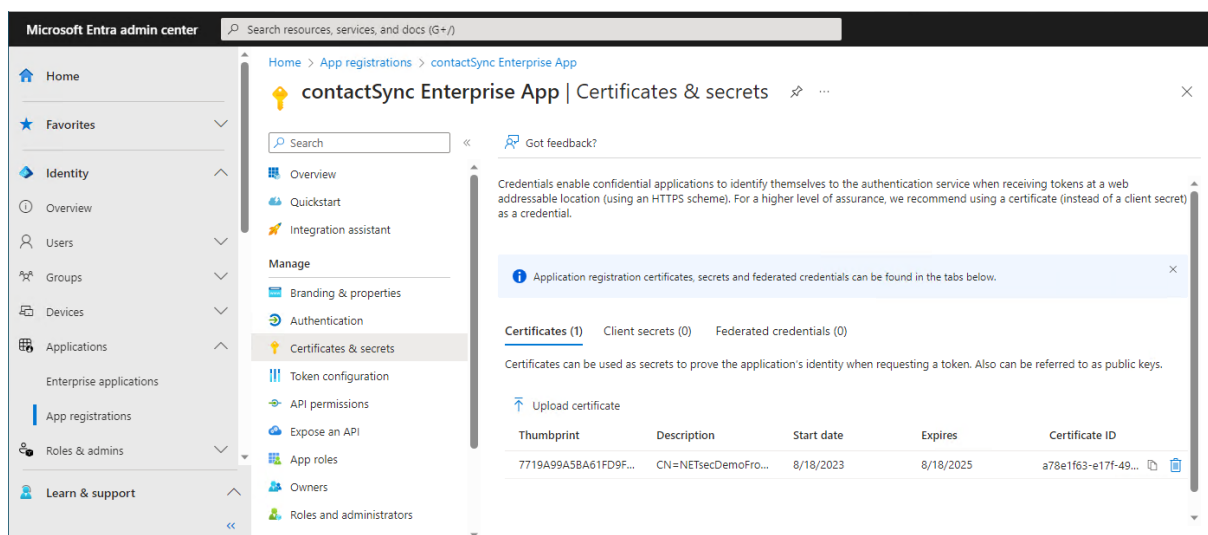 Microsoft Entra admin center
Search resources, services, and docs (G+/)
Home
Favorites
Identity
Overview
Users
Groups
Devices
Applications
Enterprise applications
App registrations
Roles & admins
Learn & support
Home > App registrations > contactSync Enterprise App
contactSync Enterprise App | Certificates & secrets
Search
Overview
Quickstart
Integration assistant
Manage
Branding & properties
Authentication
Certificates & secrets
Token configuration
API permissions
Expose an API
App roles
Owners
Roles and administrators
Got feedback?
Credentials enable confidential applications to identify themselves to the authentication service when receiving tokens at a web
addressable location (using an HTTPS scheme). For a higher level of assurance, we recommend using a certificate (instead of a client secret)
as a credential.
Application registration certificates, secrets and federated credentials can be found in the tabs below.
Certificates (1) Client secrets (0) Federated credentials (0)
Certificates can be used as secrets to prove the application's identity when requesting a token. Also can be referred to as public keys.
Upload certificate
Thumbprint Description Start date Expires Certificate ID
7719A99A5BA61FD9F... CN=NETsecDemoFro... 8/18/2023 8/18/2025 a78e1f63-e17f-49...